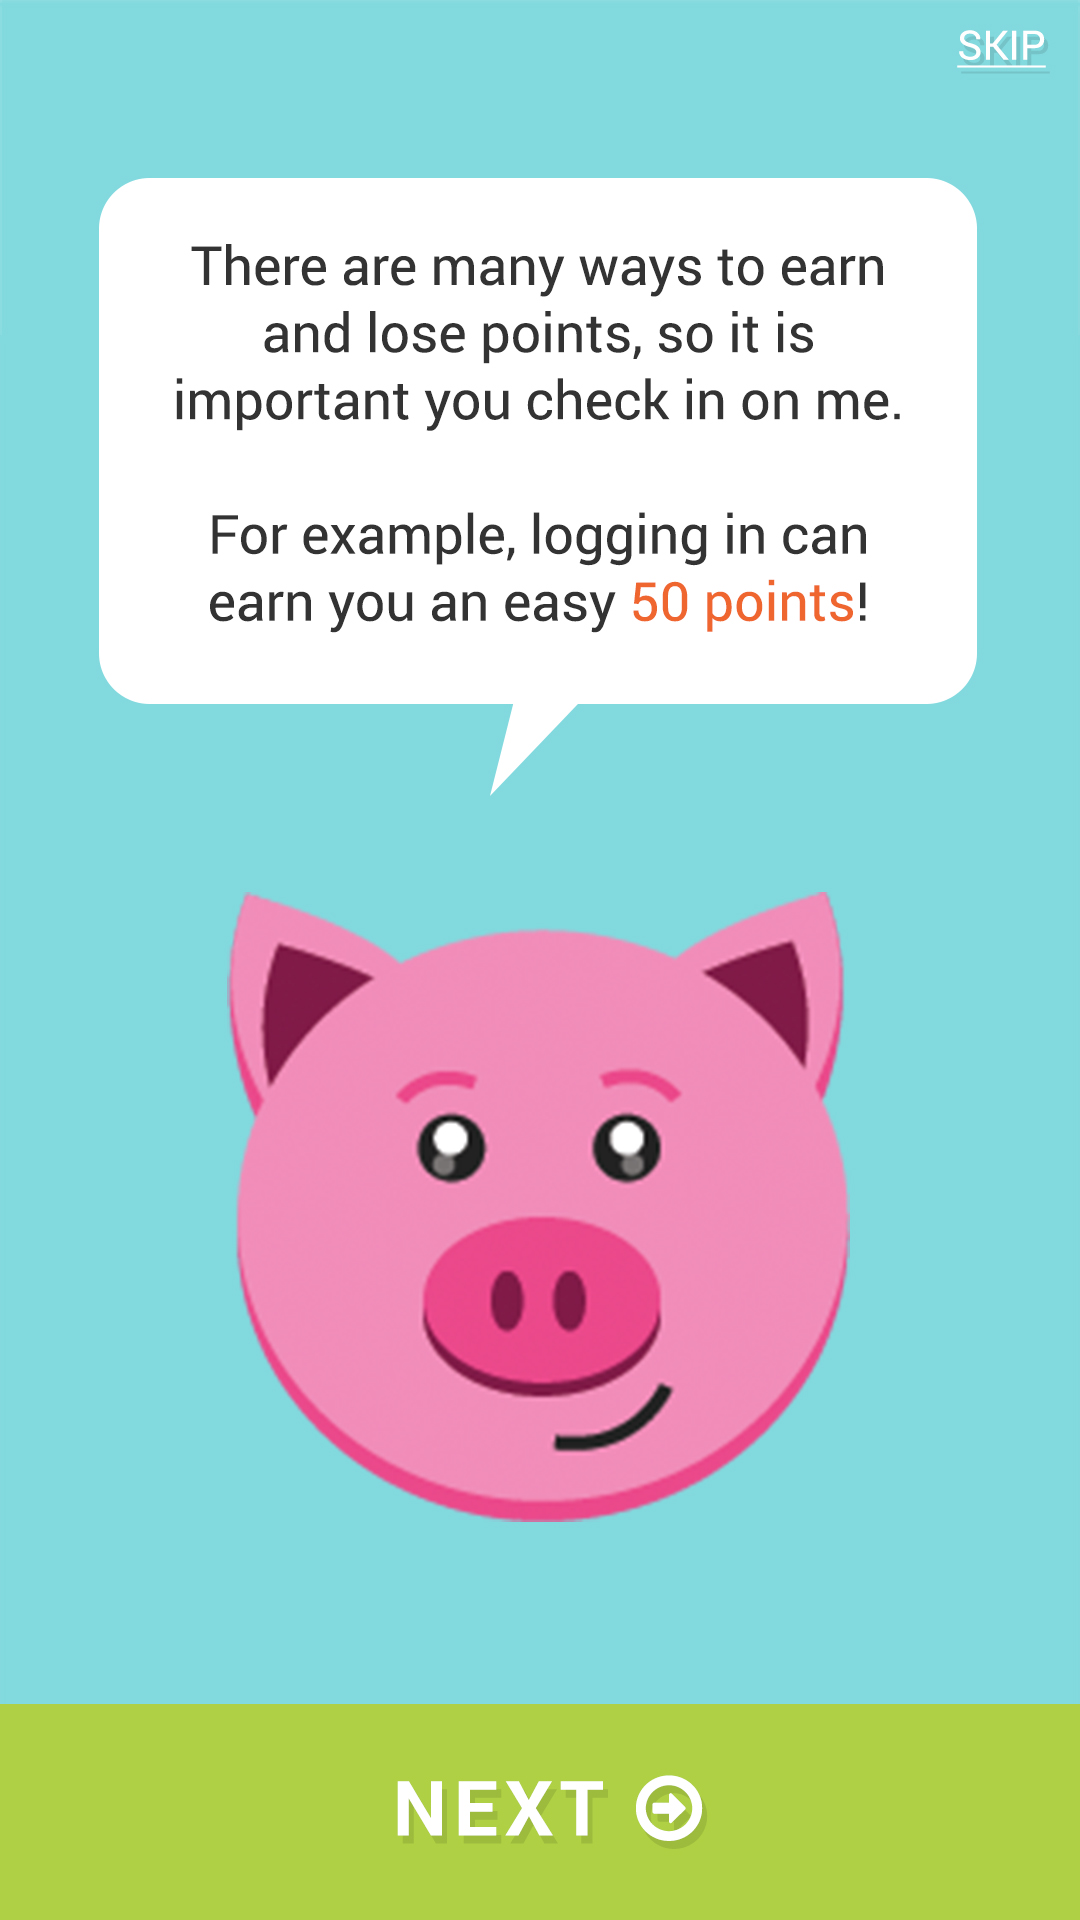 SKIP
There are many ways to earn
and lose points, so it is
important you check in on me.
For example, logging in can
earn you an easy 50 points!
NEXT